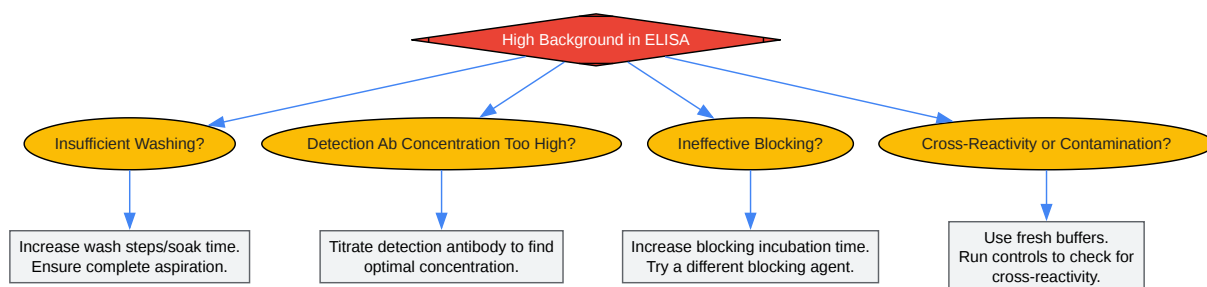 High Background in ELISA
Insufficient Washing?
Detection Ab Concentration Too High?
Ineffective Blocking?
Cross-Reactivity or Contamination?
Increase wash steps/soak time.
Ensure complete aspiration.
Titrate detection antibody to find
optimal concentration.
Increase blocking incubation time.
Try a different blocking agent.
Use fresh buffers.
Run controls to check for
cross-reactivity.